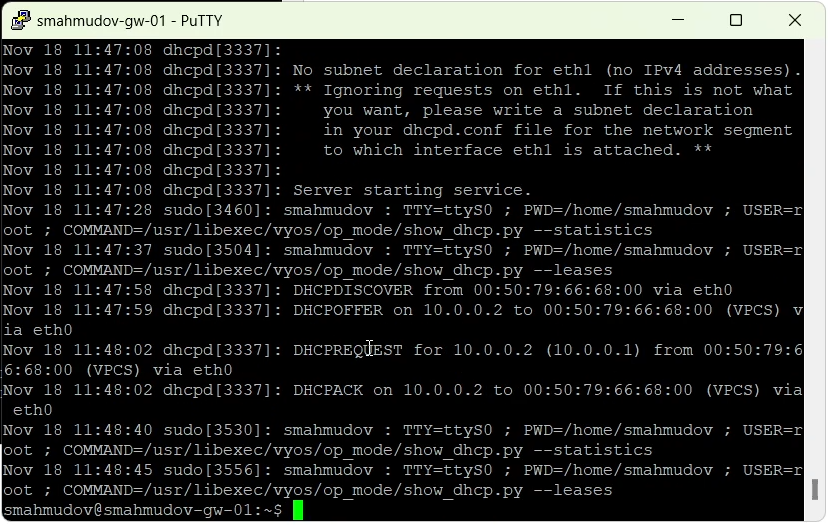 smahmudov-gw-01 - PuTTY
Nov 18 11:47:08 dhcpd[3337]:
Nov 18 11:47:08 dhcpd[3337]: No subnet declaration for eth1 (no IPv4 addresses).
Nov 18 11:47:08 dhcpd[3337]: ** Ignoring requests on eth1.  If this is not what
Nov 18 11:47:08 dhcpd[3337]:    you want, please write a subnet declaration
Nov 18 11:47:08 dhcpd[3337]:    in your dhcpd.conf file for the network segment
Nov 18 11:47:08 dhcpd[3337]:    to which interface eth1 is attached. **
Nov 18 11:47:08 dhcpd[3337]:
Nov 18 11:47:08 dhcpd[3337]: Server starting service.
Nov 18 11:47:28 sudo[3460]: smahmudov : TTY=ttyS0 ; PWD=/home/smahmudov ; USER=r
oot ; COMMAND=/usr/libexec/vyos/op_mode/show_dhcp.py --statistics
Nov 18 11:47:37 sudo[3504]: smahmudov : TTY=ttyS0 ; PWD=/home/smahmudov ; USER=r
oot ; COMMAND=/usr/libexec/vyos/op_mode/show_dhcp.py --leases
Nov 18 11:47:58 dhcpd[3337]: DHCPDISCOVER from 00:50:79:66:68:00 via eth0
Nov 18 11:47:59 dhcpd[3337]: DHCPOFFER on 10.0.0.2 to 00:50:79:66:68:00 (VPCS) v
ia eth0
Nov 18 11:48:02 dhcpd[3337]: DHCPREQUEST for 10.0.0.2 (10.0.0.1) from 00:50:79:6
6:68:00 (VPCS) via eth0
Nov 18 11:48:02 dhcpd[3337]: DHCPACK on 10.0.0.2 to 00:50:79:66:68:00 (VPCS) via
 eth0
Nov 18 11:48:40 sudo[3530]: smahmudov : TTY=ttyS0 ; PWD=/home/smahmudov ; USER=r
oot ; COMMAND=/usr/libexec/vyos/op_mode/show_dhcp.py --statistics
Nov 18 11:48:45 sudo[3556]: smahmudov : TTY=ttyS0 ; PWD=/home/smahmudov ; USER=r
oot ; COMMAND=/usr/libexec/vyos/op_mode/show_dhcp.py --leases
smahmudov@smahmudov-gw-01:~$